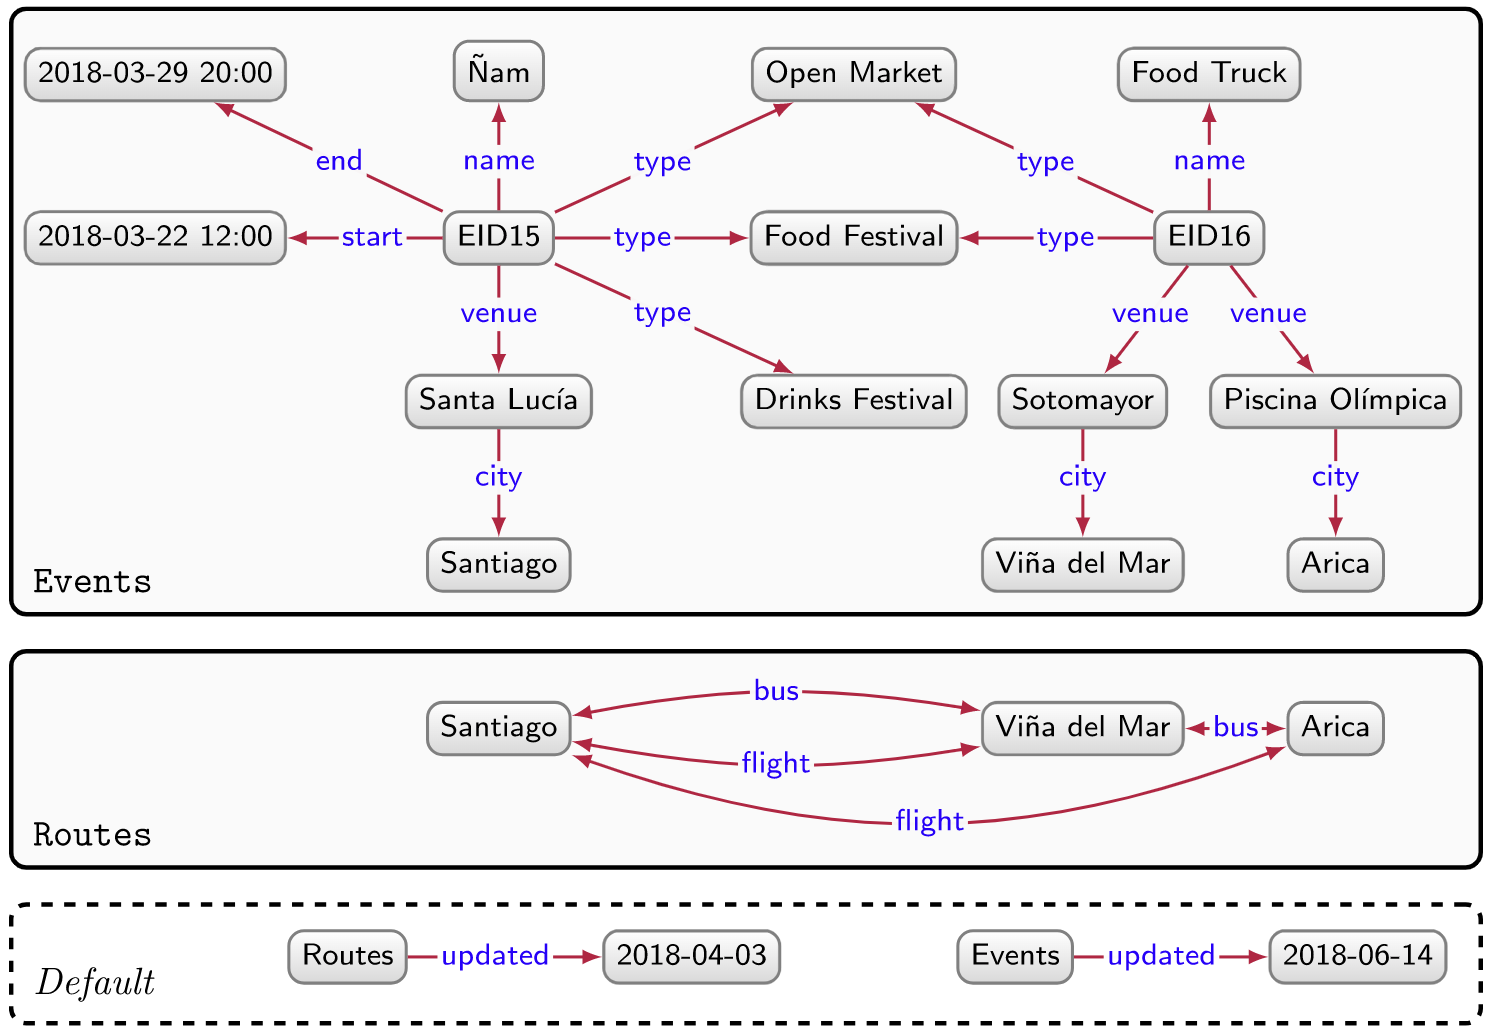 2018-03-29 20:00 Ñam Open Market Food Truck
end name type type name
2018-03-22 12:00 start EID15 type Food Festival type EID16
venue type venue venue
Santa Lucía Drinks Festival Sotomayor Piscina Olímpica
city city city
Santiago Viña del Mar Arica
Events
bus
Santiago Viña del Mar bus Arica
flight
flight
Routes
Routes updated 2018-04-03 Events updated 2018-06-14
Default